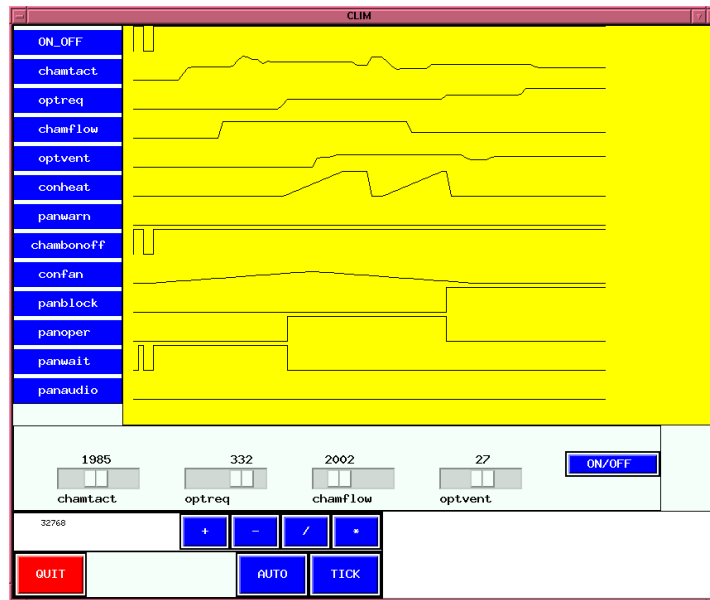 CLIM
ON_OFF
chamtact
optreq
chamflow
optvent
conheat
panwarn
chambonoff
confan
panblock
panoper
panwait
panaudio
1985 332 2002 27
ON/OFF
chamtact optreq chamflow optvent
32768 + - / *
QUIT AUTO TICK